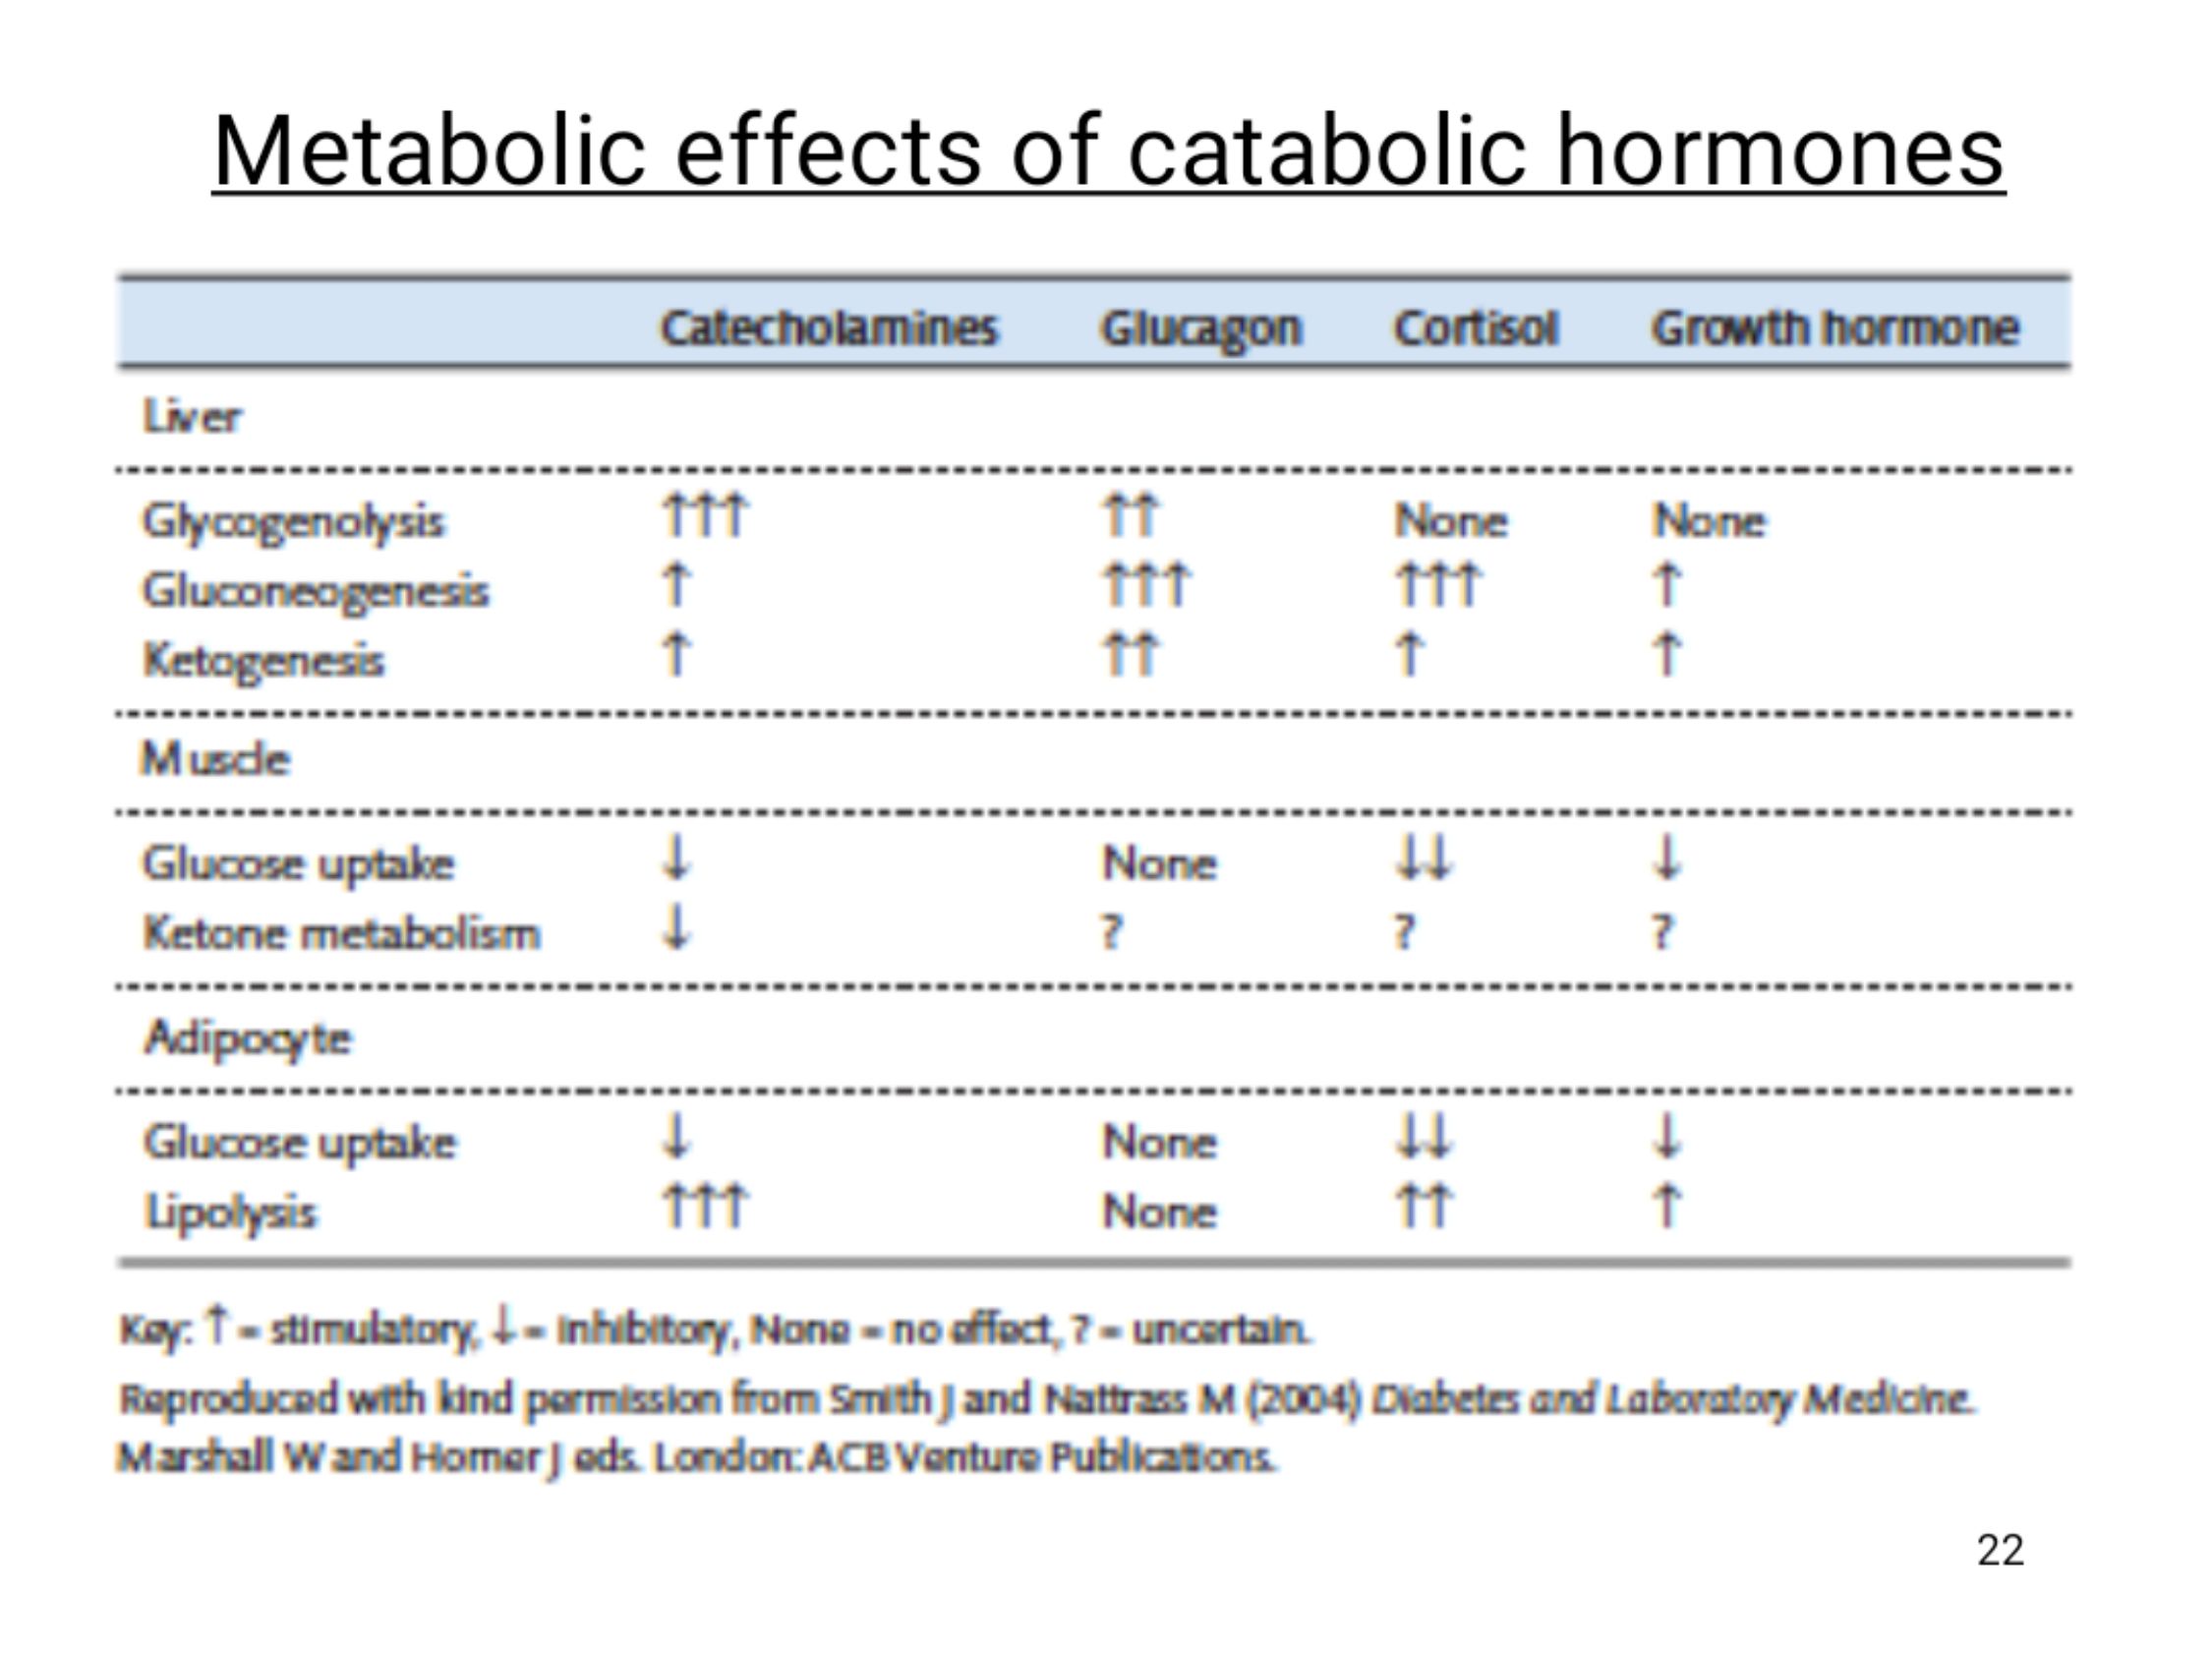 Metabolic effects of catabolic hormones
Catecholamines Glucagon Cortisol Growth hormone
Liver
Glycogenolysis ↑↑↑ ↑↑ None None
Gluconeogenesis ↑ ↑↑↑ ↑↑↑ ↑
Ketogenesis ↑ ↑↑ ↑ ↑
Muscle
Glucose uptake ↓ None ↓↓ ↓
Ketone metabolism ↓ ? ? ?
Adipocyte
Glucose uptake ↓ None ↓↓ ↓
Lipolysis ↑↑↑ None ↑↑ ↑
Key: ↑ = stimulatory, ↓ = inhibitory, None = no effect, ? = uncertain.
Reproduced with kind permission from Smith J and Nattrass M (2004) Diabetes and Laboratory Medicine.
Marshall W and Horner J eds. London: ACB Venture Publications.
22